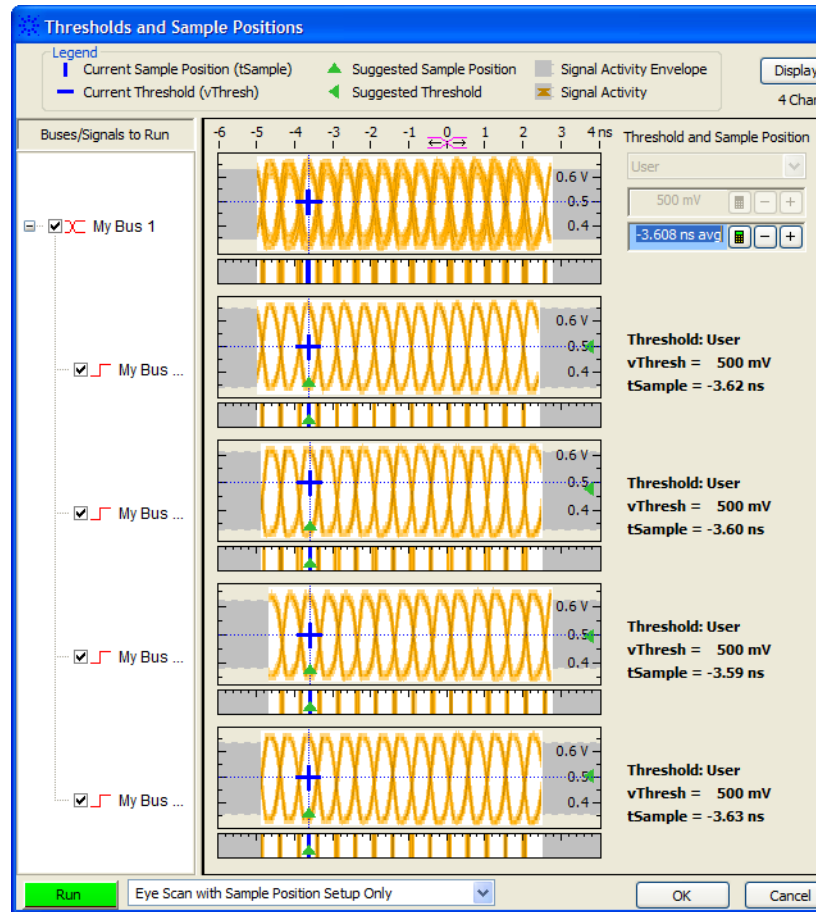 Thresholds and Sample Positions
Legend
Current Sample Position (tSample)
Suggested Sample Position
Signal Activity Envelope
Current Threshold (vThresh)
Suggested Threshold
Signal Activity
Display
4 Char
Buses/Signals to Run
-6 -5 -4 -3 -2 -1 0 1 2 3 4 ns
Threshold and Sample Position
User
500 mV
-3.608 ns avg
My Bus 1
0.6 V
0.5
0.4
My Bus ...
0.6 V
0.5
0.4
Threshold: User
vThresh = 500 mV
tSample = -3.62 ns
My Bus ...
0.6 V
0.5
0.4
Threshold: User
vThresh = 500 mV
tSample = -3.60 ns
My Bus ...
0.6 V
0.5
0.4
Threshold: User
vThresh = 500 mV
tSample = -3.59 ns
My Bus ...
0.6 V
0.5
0.4
Threshold: User
vThresh = 500 mV
tSample = -3.63 ns
Run
Eye Scan with Sample Position Setup Only
OK
Cancel